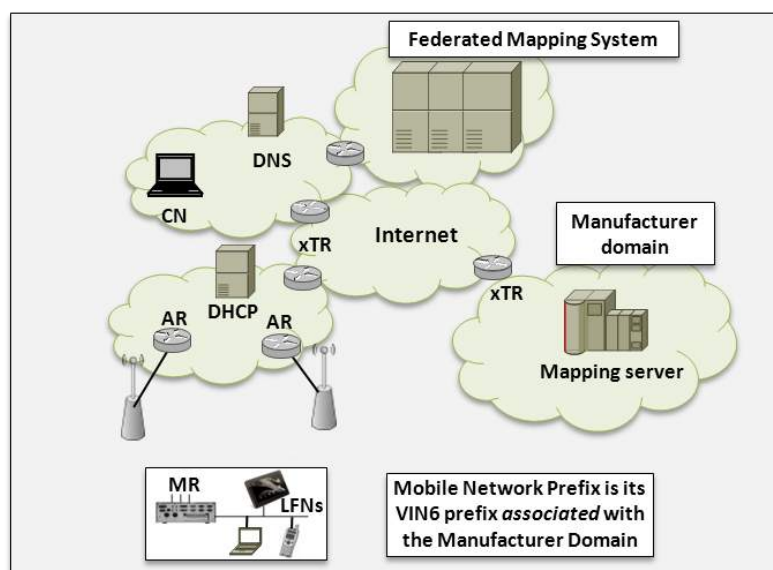 Federated Mapping System
DNS
CN
xTR
Internet
Manufacturer
domain
DHCP
AR
AR
xTR
Mapping server
MR
LFNs
Mobile Network Prefix is its
VIN6 prefix associated with
the Manufacturer Domain